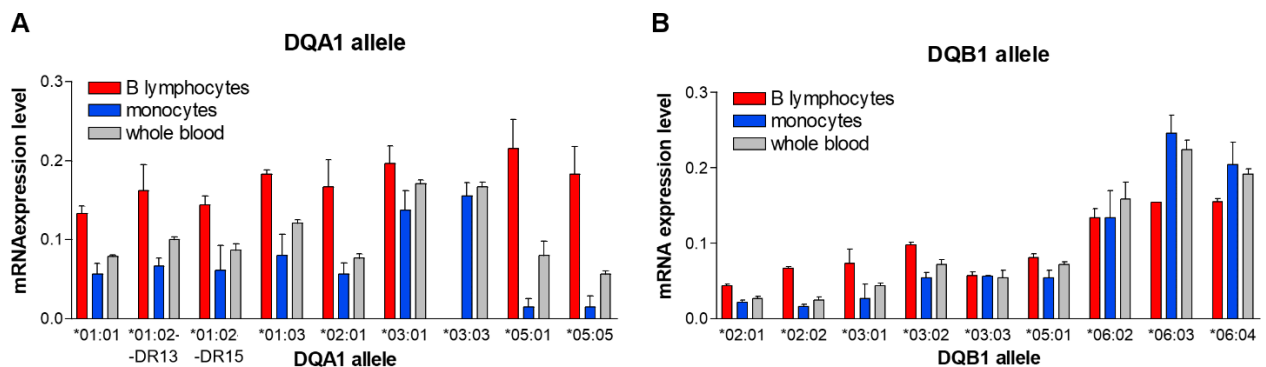 A
DQA1 allele
mRNAexpression level
0.3
0.2
0.1
0.0
B lymphocytes
monocytes
whole blood
*01:01
*01:02-
-DR13
*01:02
-DR15
*01:03
*02:01
*03:01
*03:03
*05:01
*05:05
DQA1 allele
B
DQB1 allele
mRNA expression level
0.3
0.2
0.1
0.0
B lymphocytes
monocytes
whole blood
*02:01
*02:02
*03:01
*03:02
*03:03
*05:01
*06:02
*06:03
*06:04
DQB1 allele